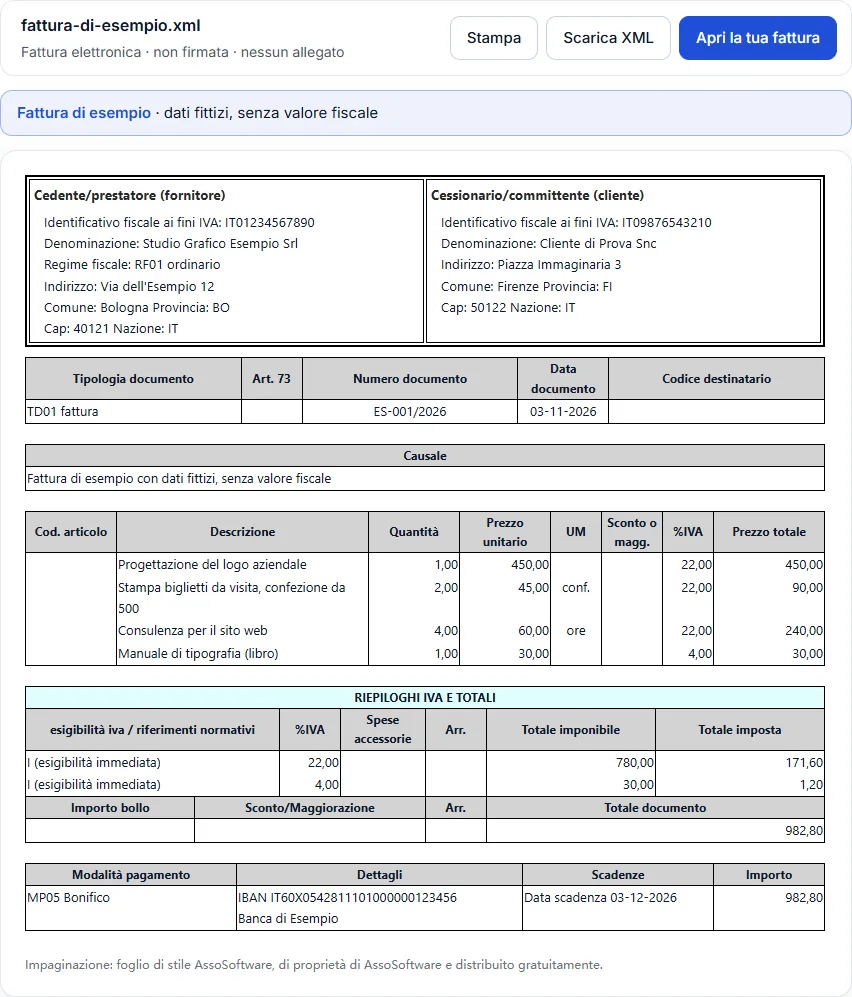 fattura-di-esempio.xml
Fattura elettronica · non firmata · nessun allegato
Stampa
Scarica XML
Apri la tua fattura
Fattura di esempio · dati fittizi, senza valore fiscale
Cedente/prestatore (fornitore)
Identificativo fiscale ai fini IVA: IT01234567890
Denominazione: Studio Grafico Esempio Srl
Regime fiscale: RF01 ordinario
Indirizzo: Via dell'Esempio 12
Comune: Bologna Provincia: BO
Cap: 40121 Nazione: IT
Cessionario/committente (cliente)
Identificativo fiscale ai fini IVA: IT09876543210
Denominazione: Cliente di Prova Snc
Indirizzo: Piazza Immaginaria 3
Comune: Firenze Provincia: FI
Cap: 50122 Nazione: IT
Tipologia documento Art. 73 Numero documento Data documento Codice destinatario
TD01 fattura ES-001/2026 03-11-2026
Causale
Fattura di esempio con dati fittizi, senza valore fiscale
Cod. articolo Descrizione Quantità Prezzo unitario UM Sconto o magg. %IVA Prezzo totale
Progettazione del logo aziendale 1,00 450,00 22,00 450,00
Stampa biglietti da visita, confezione da 2,00 45,00 conf. 22,00 90,00
500
Consulenza per il sito web 4,00 60,00 ore 22,00 240,00
Manuale di tipografia (libro) 1,00 30,00 4,00 30,00
RIEPILOGHI IVA E TOTALI
esigibilità iva / riferimenti normativi %IVA Spese accessorie Arr. Totale imponibile Totale imposta
I (esigibilità immediata) 22,00 780,00 171,60
I (esigibilità immediata) 4,00 30,00 1,20
Importo bollo Sconto/Maggiorazione Arr. Totale documento
982,80
Modalità pagamento Dettagli Scadenze Importo
MP05 Bonifico IBAN IT60X0542811101000000123456 Data scadenza 03-12-2026 982,80
Banca di Esempio
Impaginazione: foglio di stile AssoSoftware, di proprietà di AssoSoftware e distribuito gratuitamente.